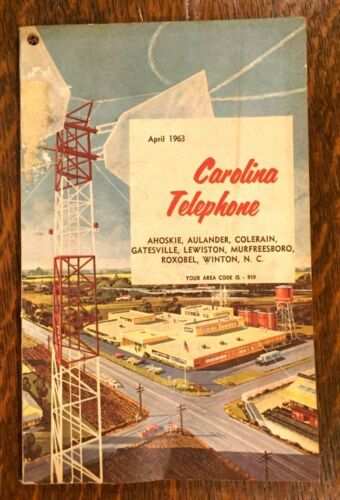 April 1963
Carolina
Telephone
AHOSKIE, AULANDER, COLERAIN,
GATESVILLE, LEWISTON, MURFREESBORO,
ROXOBEL, WINTON, N. C.
YOUR AREA CODE IS - 919